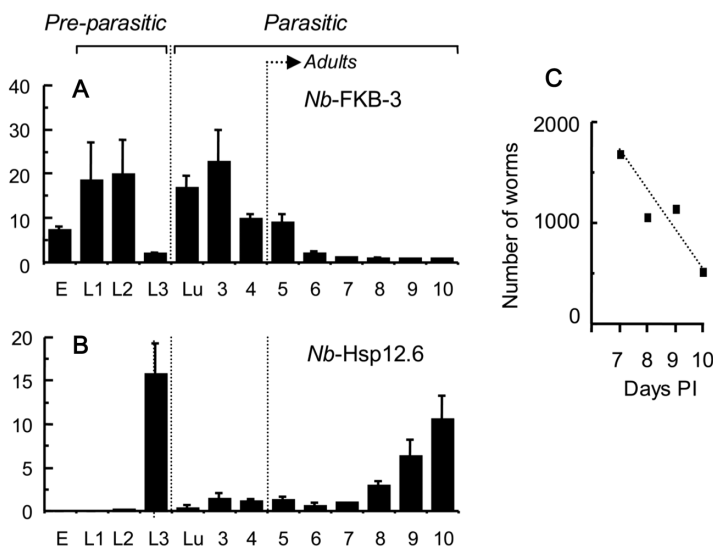 Pre-parasitic Parasitic
Adults
A
Nb-FKB-3
40
30
20
10
0
E L1 L2 L3 Lu 3 4 5 6 7 8 9 10
B
Nb-Hsp12.6
20
15
10
5
0
E L1 L2 L3 Lu 3 4 5 6 7 8 9 10
C
Number of worms
2000
1000
0
7 8 9 10
Days PI